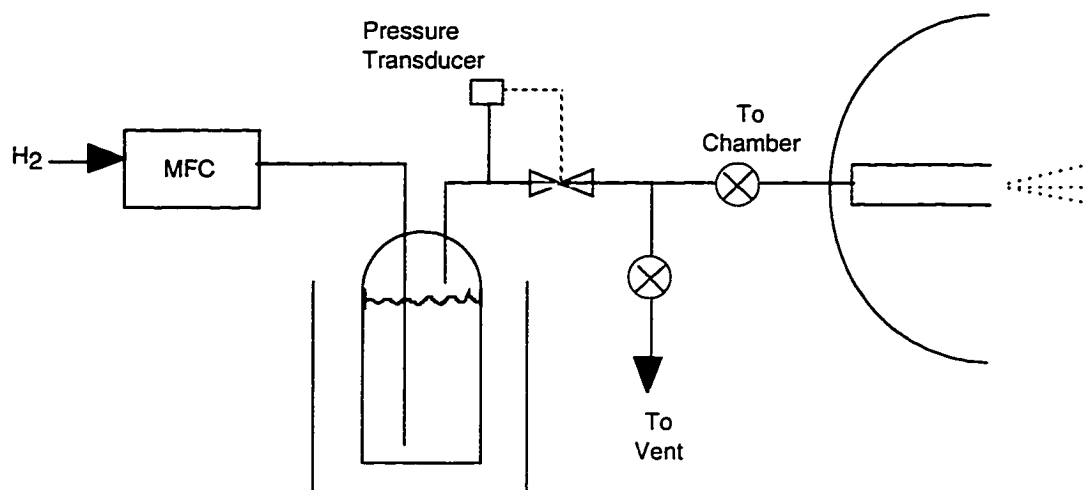 Pressure
Transducer
To
Chamber
H2
MFC
To
Vent